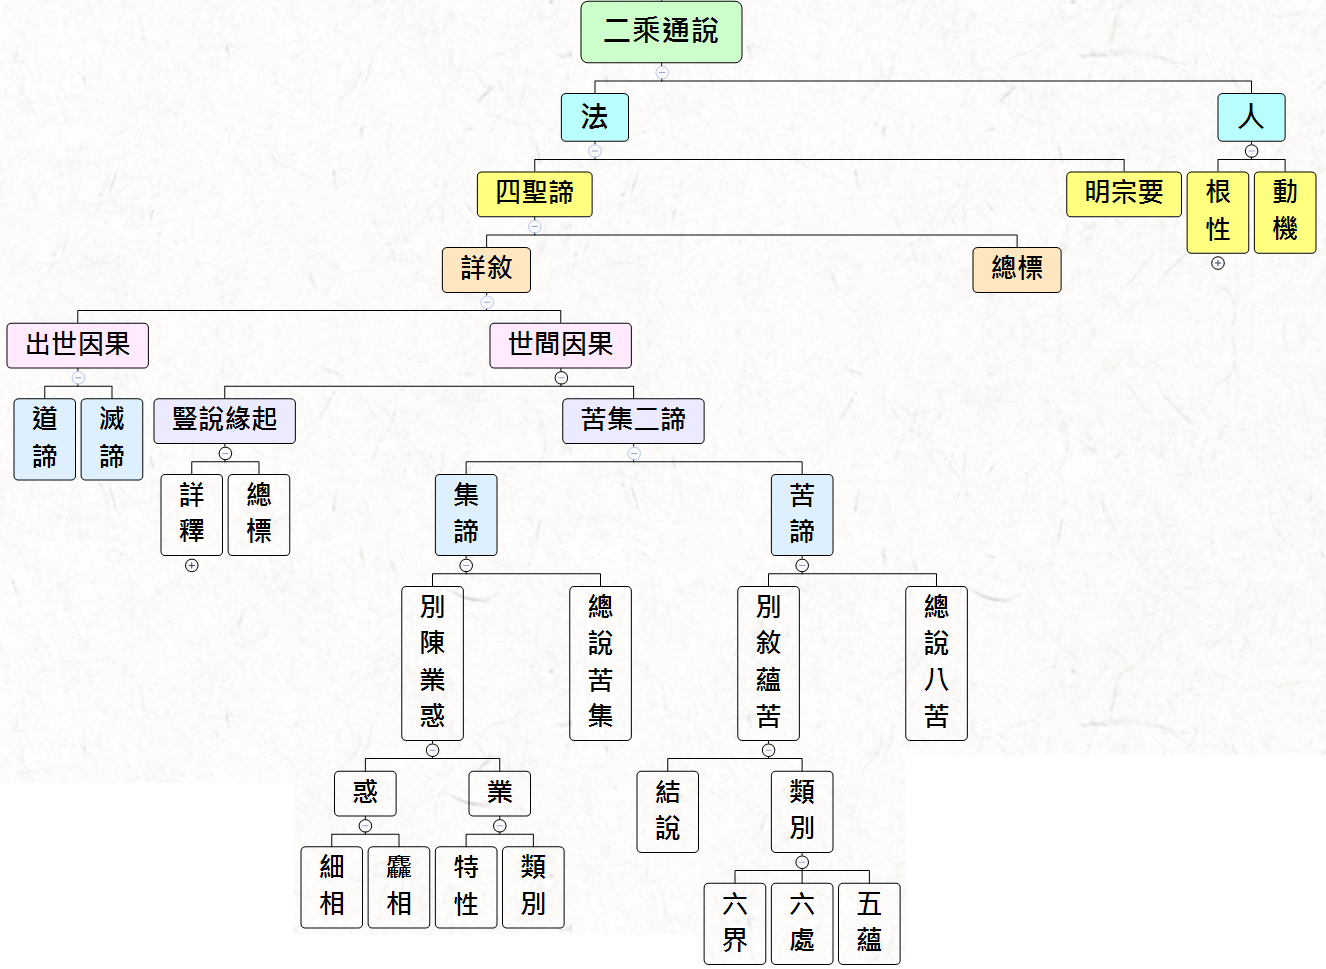 二乘通說
法
人
四聖諦
明宗要
根性
動機
詳敘
總標
出世因果
世間因果
道諦
滅諦
豎說緣起
苦集二諦
詳釋
總標
集諦
苦諦
別陳業惑
總說苦集
別敘蘊苦
總說八苦
惑
業
結說
類別
細相
麤相
特性
類別
六界
六處
五蘊